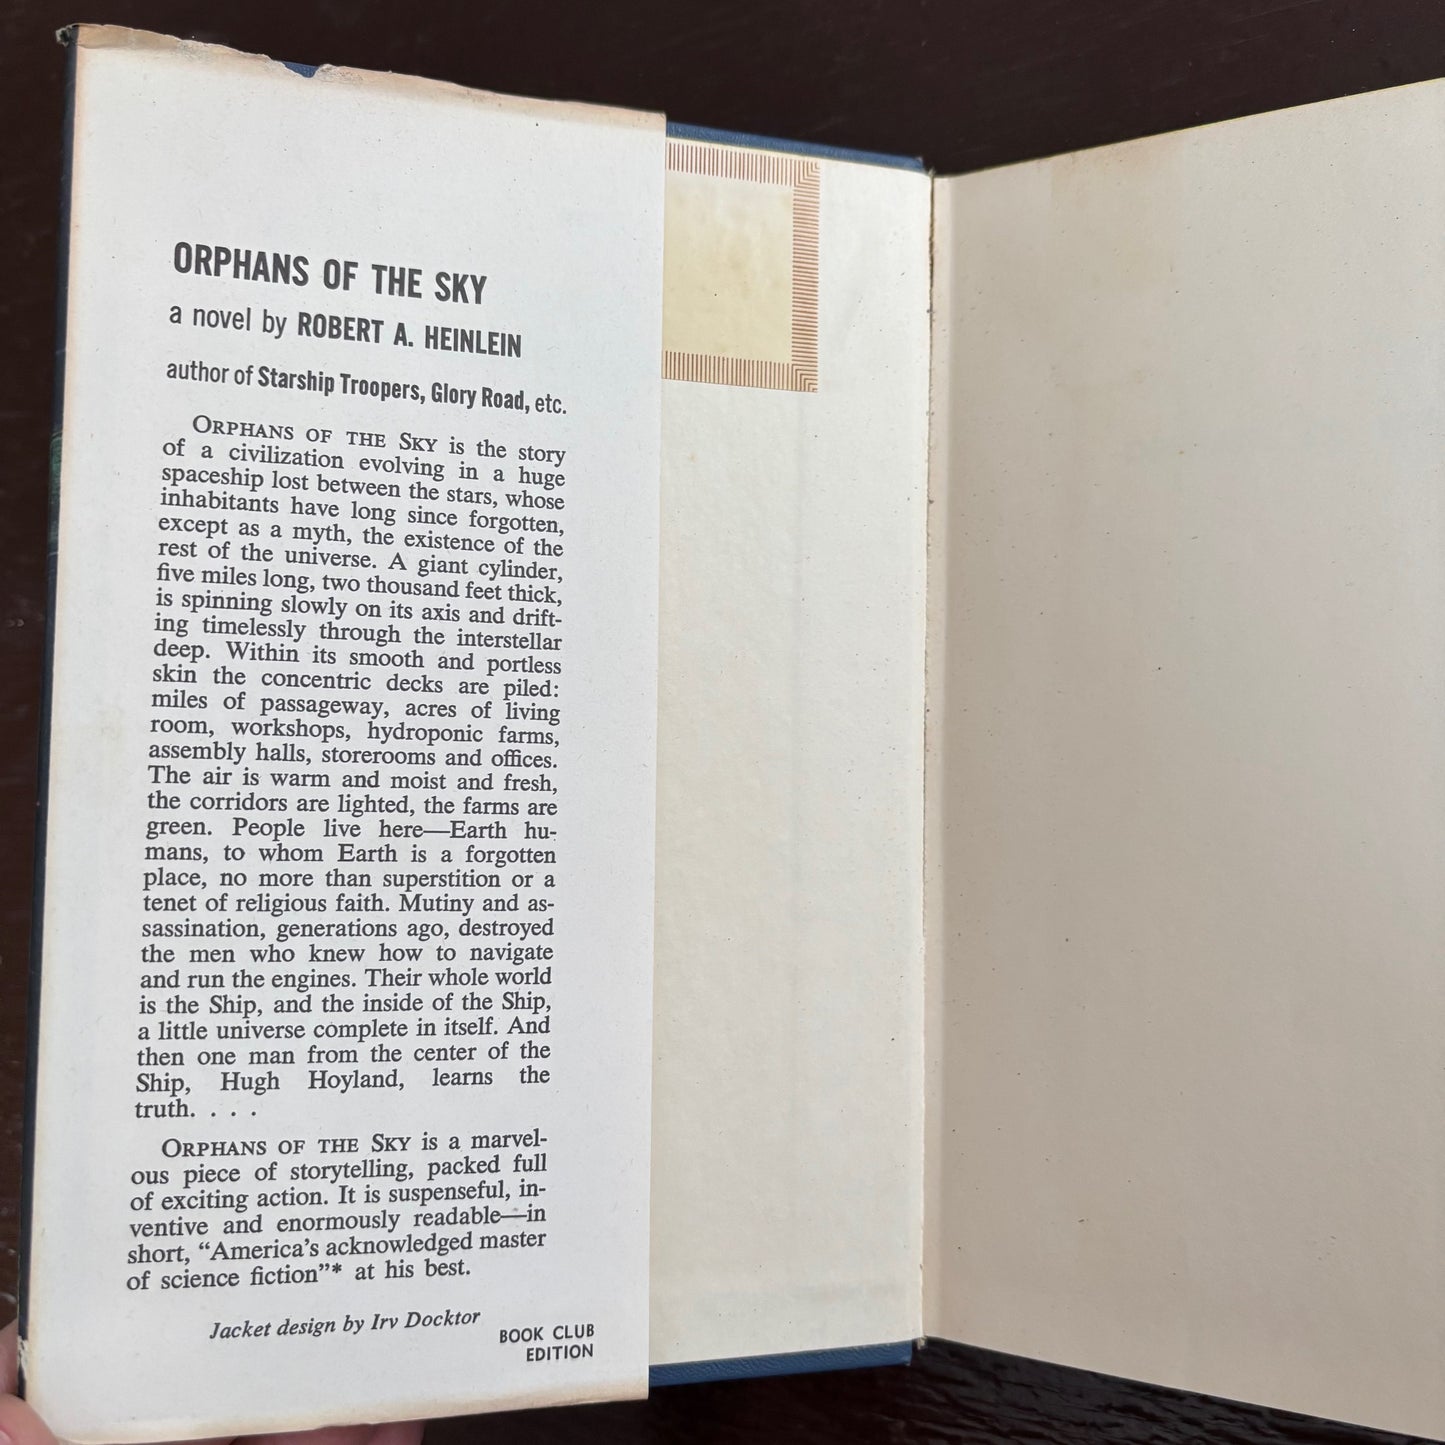 ORPHANS OF THE SKY
a novel by ROBERT A. HEINLEIN
author of Starship Troopers, Glory Road, etc.
ORPHANS OF THE SKY is the story
of a civilization evolving in a huge
spaceship lost between the stars, whose
inhabitants have long since forgotten,
except as a myth, the existence of the
rest of the universe. A giant cylinder,
five miles long, two thousand feet thick,
is spinning slowly on its axis and drift-
ing timelessly through the interstellar
deep. Within its smooth and portless
skin the concentric decks are piled:
miles of passageway, acres of living
room, workshops, hydroponic farms,
assembly halls, storerooms and offices.
The air is warm and moist and fresh,
the corridors are lighted, the farms are
green. People live here—Earth hu-
mans, to whom Earth is a forgotten
place, no more than superstition or a
tenet of religious faith. Mutiny and as-
sassination, generations ago, destroyed
the men who knew how to navigate
and run the engines. Their whole world
is the Ship, and the inside of the Ship,
a little universe complete in itself. And
then one man from the center of the
Ship, Hugh Hoyland, learns the
truth. . . .
ORPHANS OF THE SKY is a marvel-
ous piece of storytelling, packed full
of exciting action. It is suspenseful, in-
ventive and enormously readable—in
short, “America’s acknowledged master
of science fiction”* at his best.
Jacket design by Irv Docktor
BOOK CLUB
EDITION